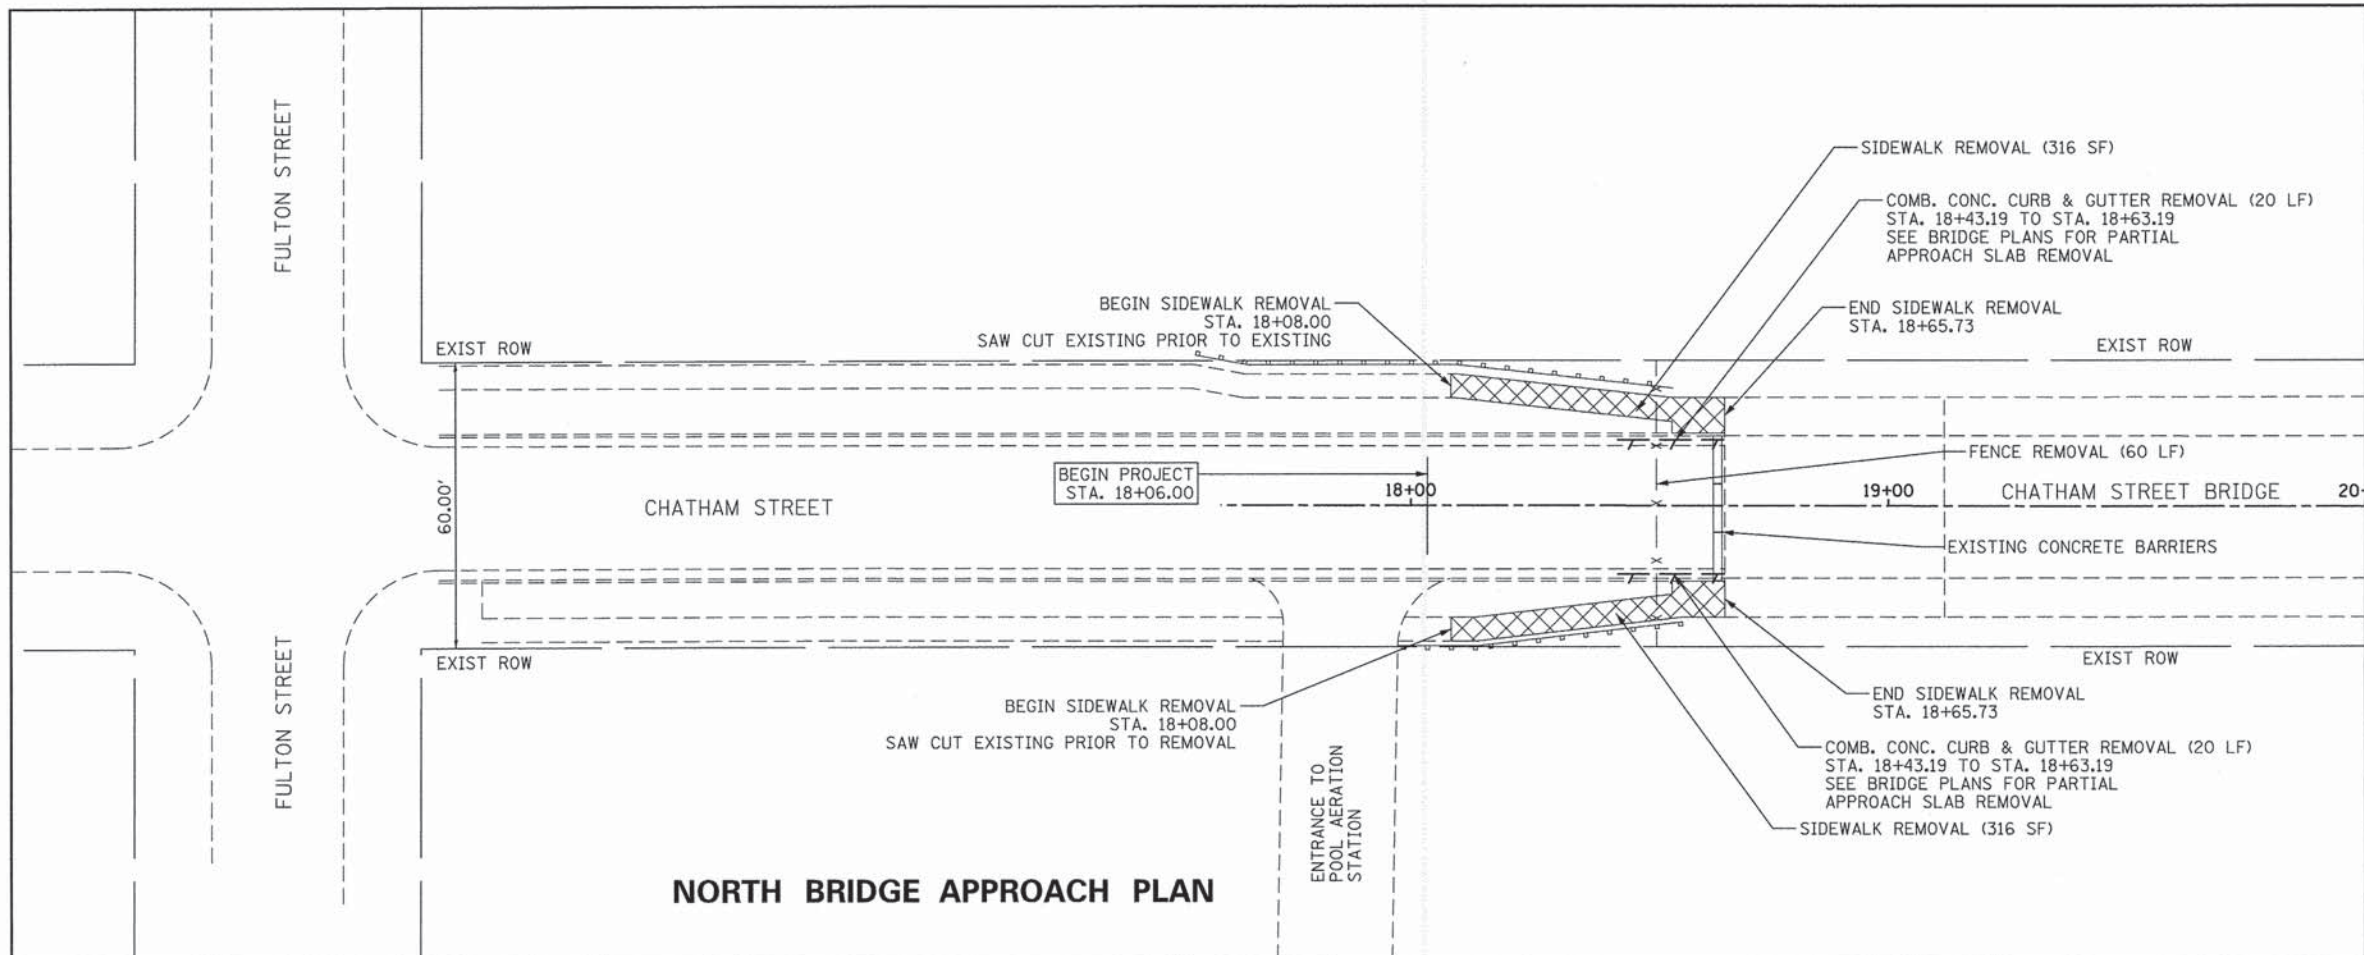 FULTON STREET
SIDEWALK REMOVAL (316 SF)
COMB. CONC. CURB & GUTTER REMOVAL (20 LF)
STA. 18+43.19 TO STA. 18+63.19
SEE BRIDGE PLANS FOR PARTIAL
APPROACH SLAB REMOVAL
BEGIN SIDEWALK REMOVAL
STA. 18+08.00
SAW CUT EXISTING PRIOR TO EXISTING
END SIDEWALK REMOVAL
STA. 18+65.73
EXIST ROW
EXIST ROW
FENCE REMOVAL (60 LF)
BEGIN PROJECT
STA. 18+06.00
60.00'
CHATHAM STREET
18+00
19+00
CHATHAM STREET BRIDGE
20+
EXISTING CONCRETE BARRIERS
EXIST ROW
EXIST ROW
FULTON STREET
BEGIN SIDEWALK REMOVAL
STA. 18+08.00
SAW CUT EXISTING PRIOR TO REMOVAL
END SIDEWALK REMOVAL
STA. 18+65.73
COMB. CONC. CURB & GUTTER REMOVAL (20 LF)
STA. 18+43.19 TO STA. 18+63.19
SEE BRIDGE PLANS FOR PARTIAL
APPROACH SLAB REMOVAL
SIDEWALK REMOVAL (316 SF)
ENTRANCE TO
POOL AERATION
STATION
NORTH BRIDGE APPROACH PLAN